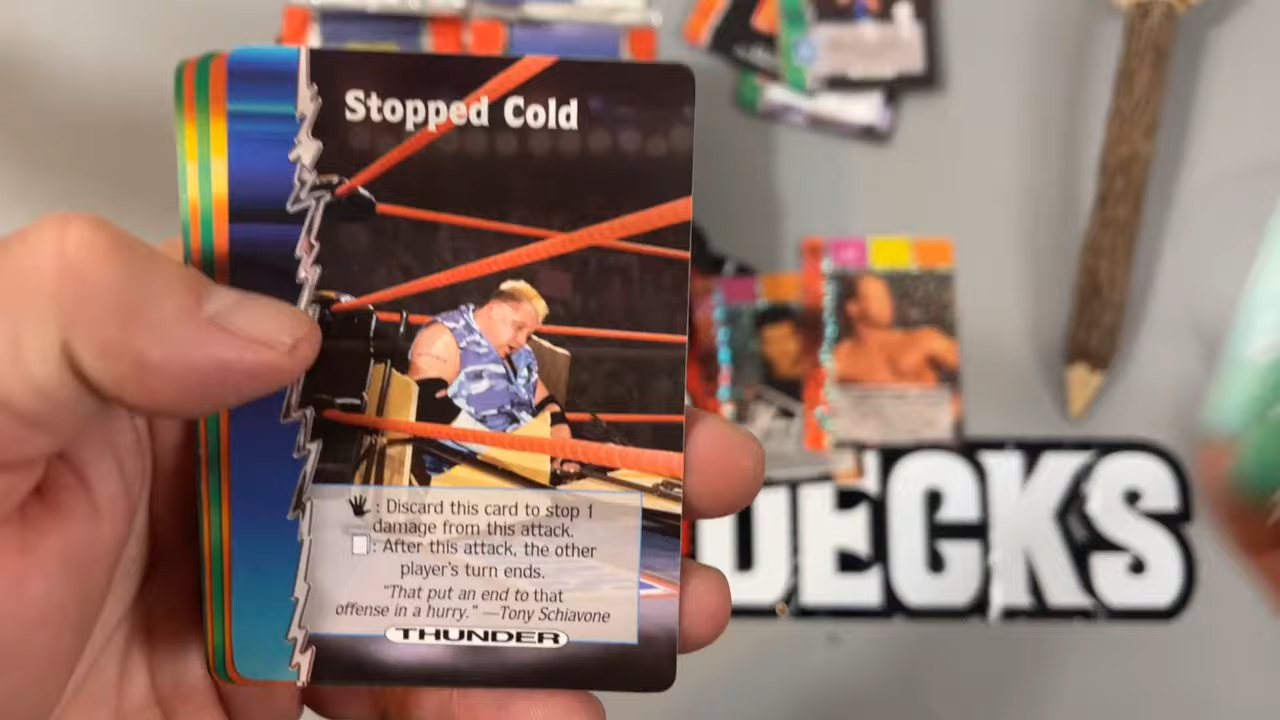 Stopped Cold
: Discard this card to stop 1
damage from this attack.
: After this attack, the other
player's turn ends.
"That put an end to that
offense in a hurry." —Tony Schiavone
THUNDER
DECKS